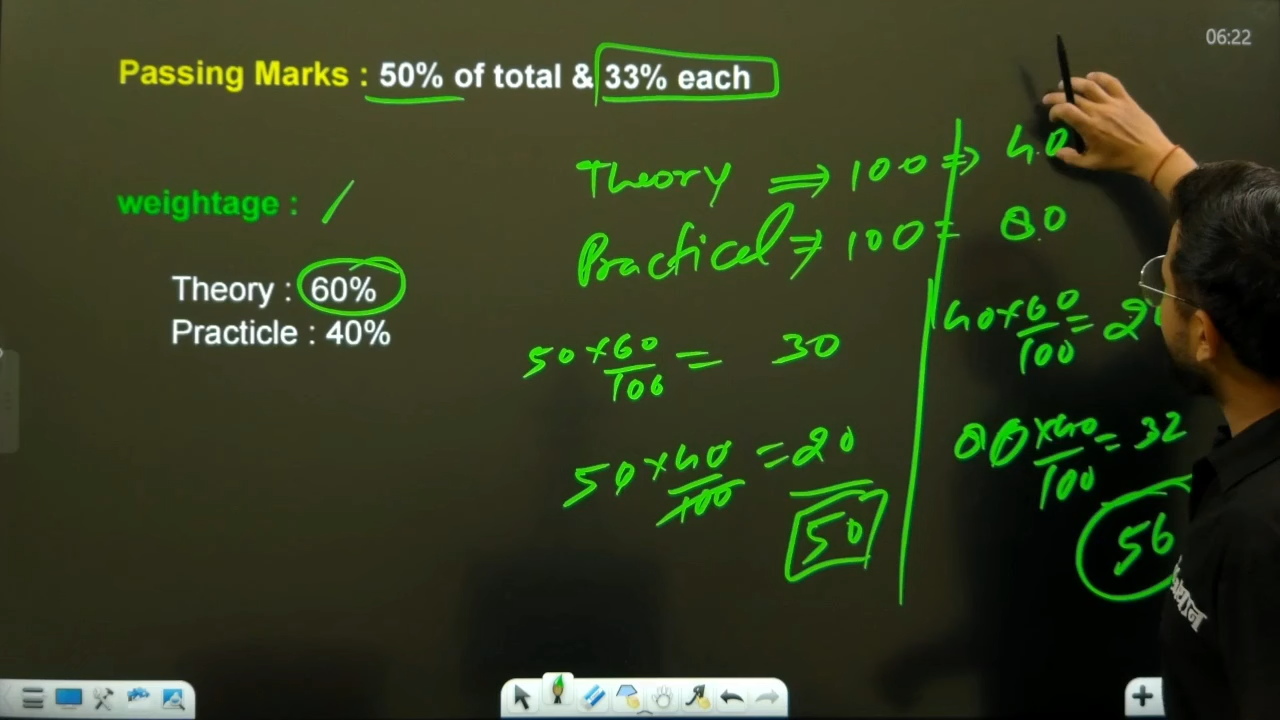 06:22
Passing Marks : 50% of total & 33% each
Theory ⇒ 100 ⇒ 40
weightage :
Practical ⇒ 100 = 80
Theory : 60%
Practicle : 40%
50 × 60/100 = 30
40 × 60/100 =
50 × 40/100 = 20
80 × 40/100 = 32
50
56